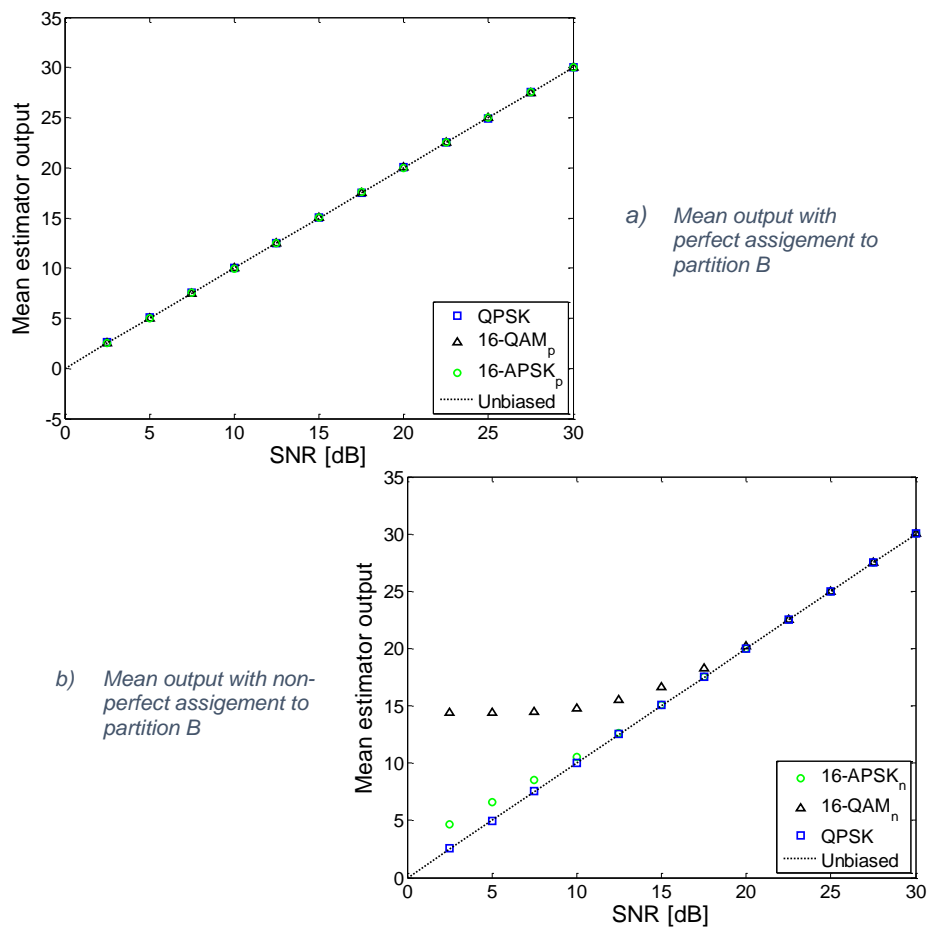 35
30
25
20
15
10
5
0
-5
Mean estimator output
0 5 10 15 20 25 30
SNR [dB]
QPSK
16-QAMp
16-APSKp
Unbiased
a) Mean output with
perfect assigement to
partition B
b) Mean output with non-
perfect assigement to
partition B
35
30
25
20
15
10
5
0
Mean estimator output
0 5 10 15 20 25 30
SNR [dB]
16-APSKn
16-QAMn
QPSK
Unbiased